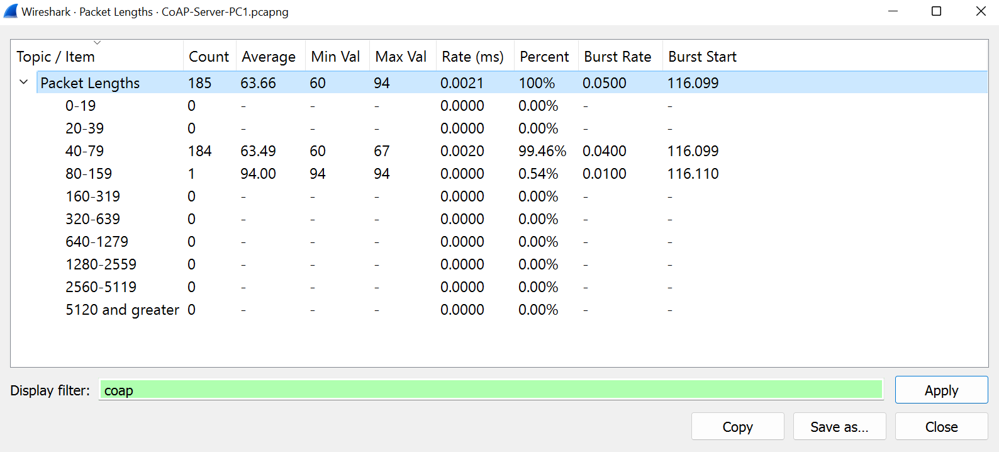 Wireshark · Packet Lengths · CoAP-Server-PC1.pcapng
Topic / Item Count Average Min Val Max Val Rate (ms) Percent Burst Rate Burst Start
Packet Lengths 185 63.66 60 94 0.0021 100% 0.0500 116.099
0-19 0 - - - 0.0000 0.00% - -
20-39 0 - - - 0.0000 0.00% - -
40-79 184 63.49 60 67 0.0020 99.46% 0.0400 116.099
80-159 1 94.00 94 94 0.0000 0.54% 0.0100 116.110
160-319 0 - - - 0.0000 0.00% - -
320-639 0 - - - 0.0000 0.00% - -
640-1279 0 - - - 0.0000 0.00% - -
1280-2559 0 - - - 0.0000 0.00% - -
2560-5119 0 - - - 0.0000 0.00% - -
5120 and greater 0 - - - 0.0000 0.00% - -
Display filter: coap Apply
Copy Save as... Close